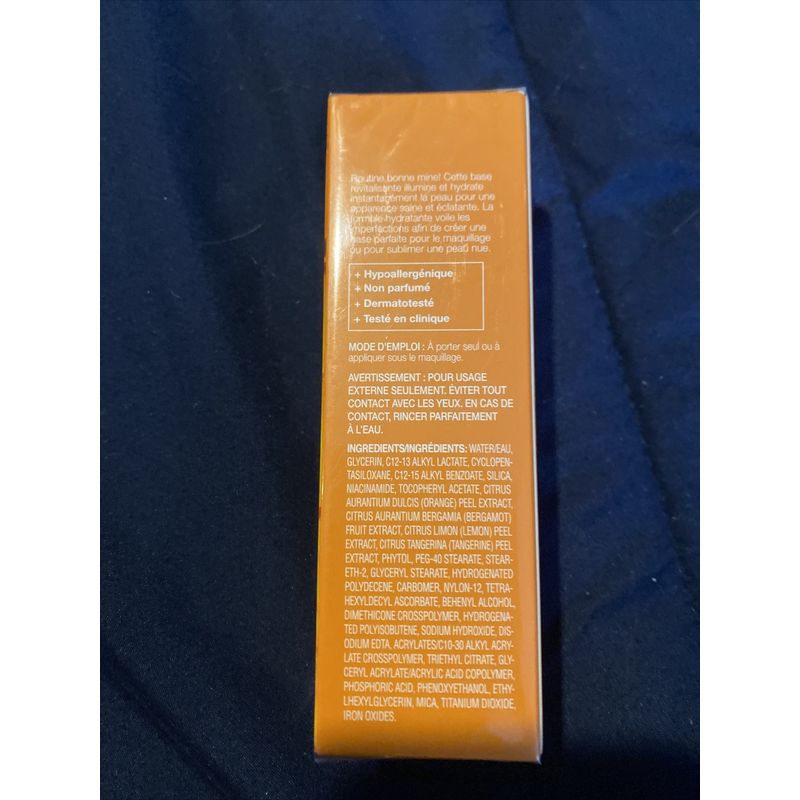 Routine bonne mine! Cette base
revitalisante illumine et hydrate
instantanément la peau pour une
apparence saine et éclatante. La
formule hydratante voile les
imperfections afin de créer une
base parfaite pour le maquillage
ou pour sublimer une peau nue.
+ Hypoallergénique
+ Non parfumé
+ Dermatotesté
+ Testé en clinique
MODE D'EMPLOI : À porter seul ou à
appliquer sous le maquillage.
AVERTISSEMENT : POUR USAGE
EXTERNE SEULEMENT. ÉVITER TOUT
CONTACT AVEC LES YEUX. EN CAS DE
CONTACT, RINCER PARFAITEMENT
À L'EAU.
INGREDIENTS/INGRÉDIENTS: WATER/EAU,
GLYCERIN, C12-13 ALKYL LACTATE, CYCLOPEN-
TASILOXANE, C12-15 ALKYL BENZOATE, SILICA,
NIACINAMIDE, TOCOPHERYL ACETATE, CITRUS
AURANTIUM DULCIS (ORANGE) PEEL EXTRACT,
CITRUS AURANTIUM BERGAMIA (BERGAMOT)
FRUIT EXTRACT, CITRUS LIMON (LEMON) PEEL
EXTRACT, CITRUS TANGERINA (TANGERINE) PEEL
EXTRACT, PHYTOL, PEG-40 STEARATE, STEAR-
ETH-2, GLYCERYL STEARATE, HYDROGENATED
POLYDECENE, CARBOMER, NYLON-12, TETRA-
HEXYLDECYL ASCORBATE, BEHENYL ALCOHOL,
DIMETHICONE CROSSPOLYMER, HYDROGENA-
TED POLYISOBUTENE, SODIUM HYDROXIDE, DIS-
ODIUM EDTA, ACRYLATES/C10-30 ALKYL ACRY-
LATE CROSSPOLYMER, TRIETHYL CITRATE, GLY-
CERYL ACRYLATE/ACRYLIC ACID COPOLYMER,
PHOSPHORIC ACID, PHENOXYETHANOL, ETHY-
LHEXYLGLYCERIN, MICA, TITANIUM DIOXIDE,
IRON OXIDES.